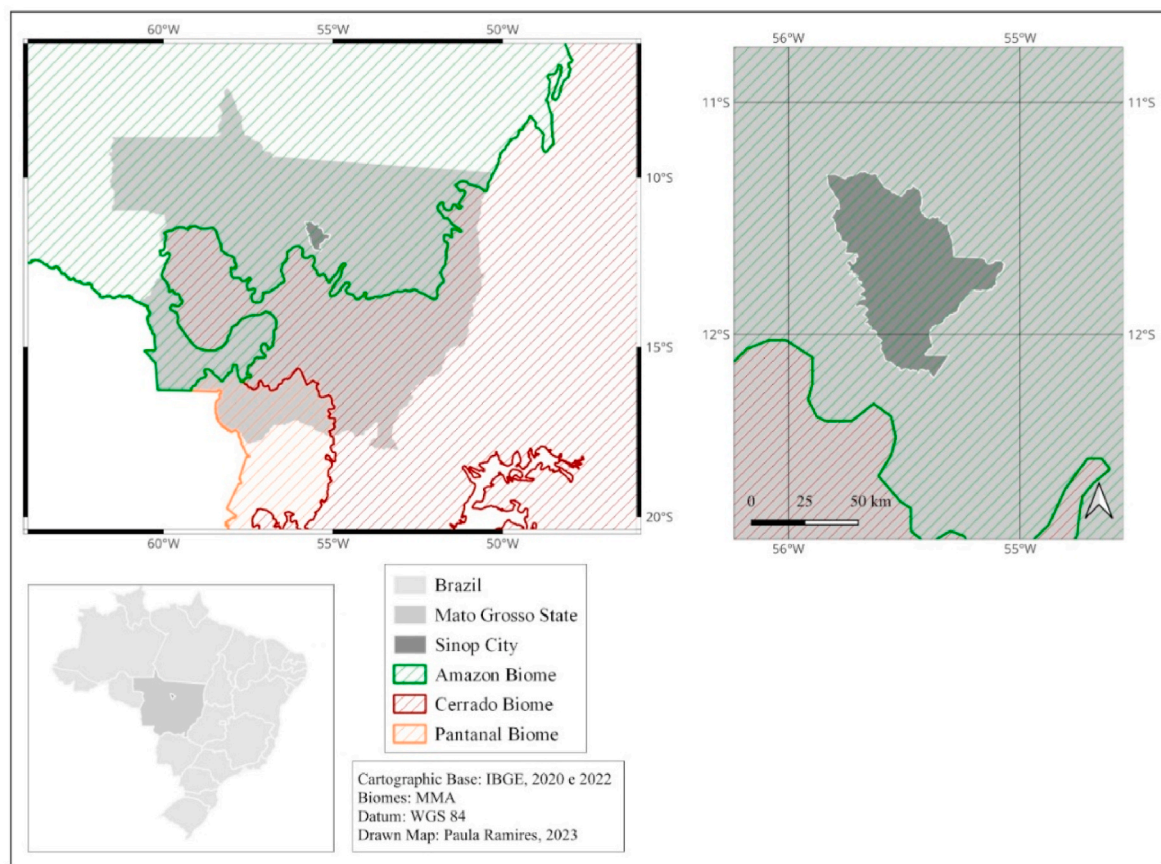 60°W 55°W 50°W
10°S
15°S
20°S
60°W 55°W 50°W
56°W 55°W
11°S 11°S
12°S 12°S
0 25 50 km
56°W 55°W
Brazil
Mato Grosso State
Sinop City
Amazon Biome
Cerrado Biome
Pantanal Biome
Cartographic Base: IBGE, 2020 e 2022
Biomes: MMA
Datum: WGS 84
Drawn Map: Paula Ramires, 2023